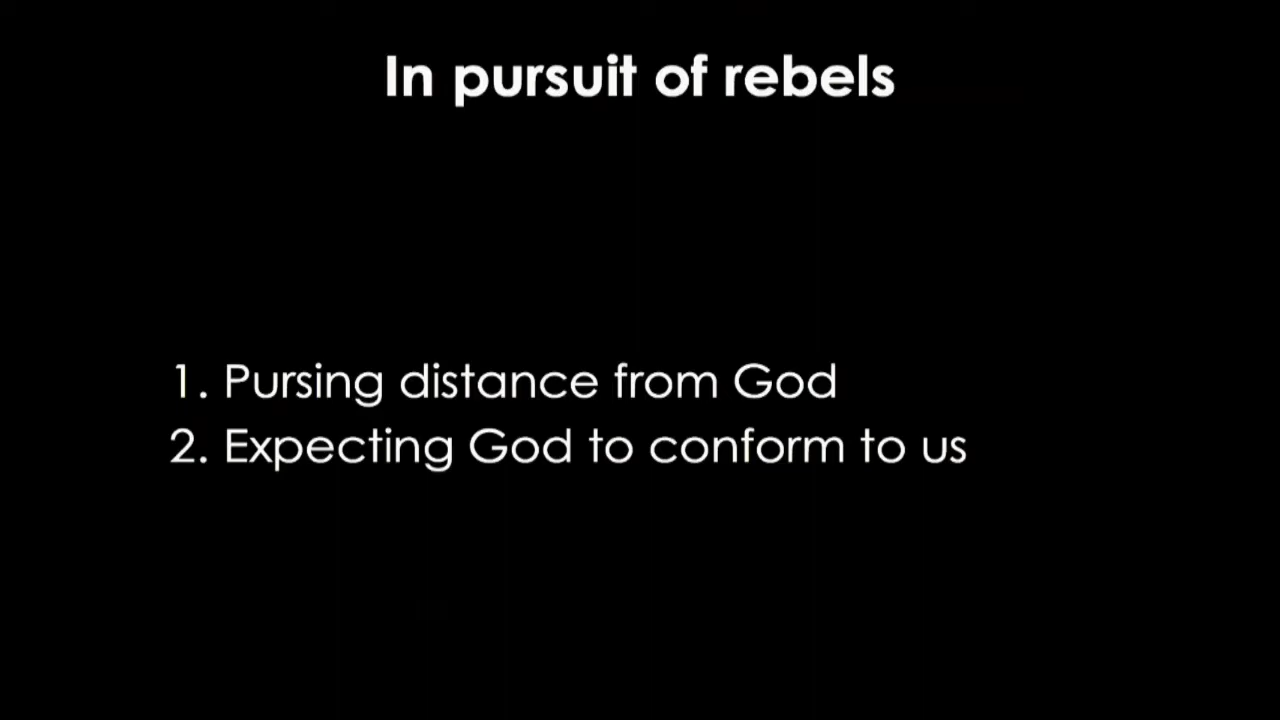 In pursuit of rebels
1. Pursing distance from God
2. Expecting God to conform to us